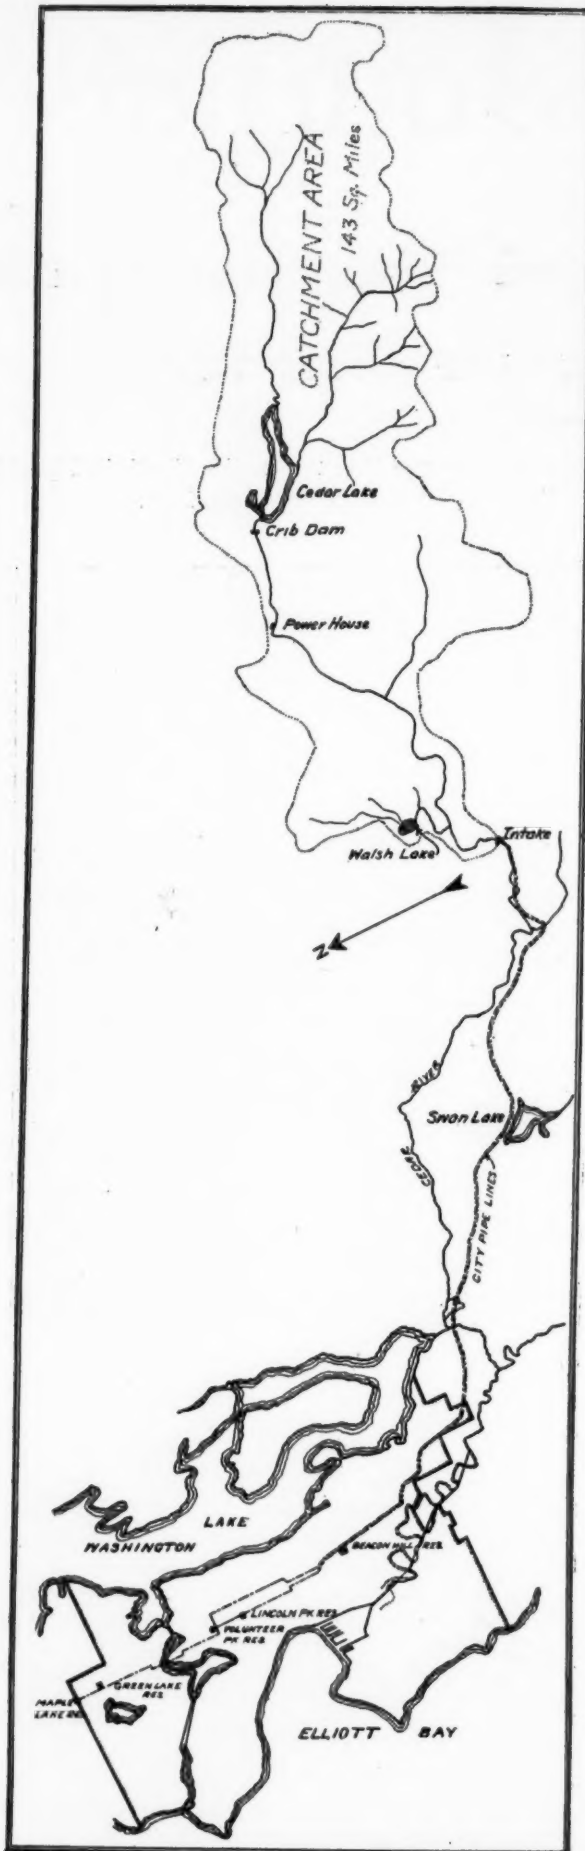 CATCHMENT AREA
143 Sq. Miles
Cedar Lake
Crib Dam
Power House
Intake
Walsh Lake
N
RIVER
CEDAR
Swan Lake
CITY PIPE LINES
LAKE
WASHINGTON
BEACON HILL RES.
LINCOLN PK RES.
VOLUNTEER
PK RES.
GREEN LAKE
RES.
MAPLE
LAKE RES.
ELLIOTT BAY